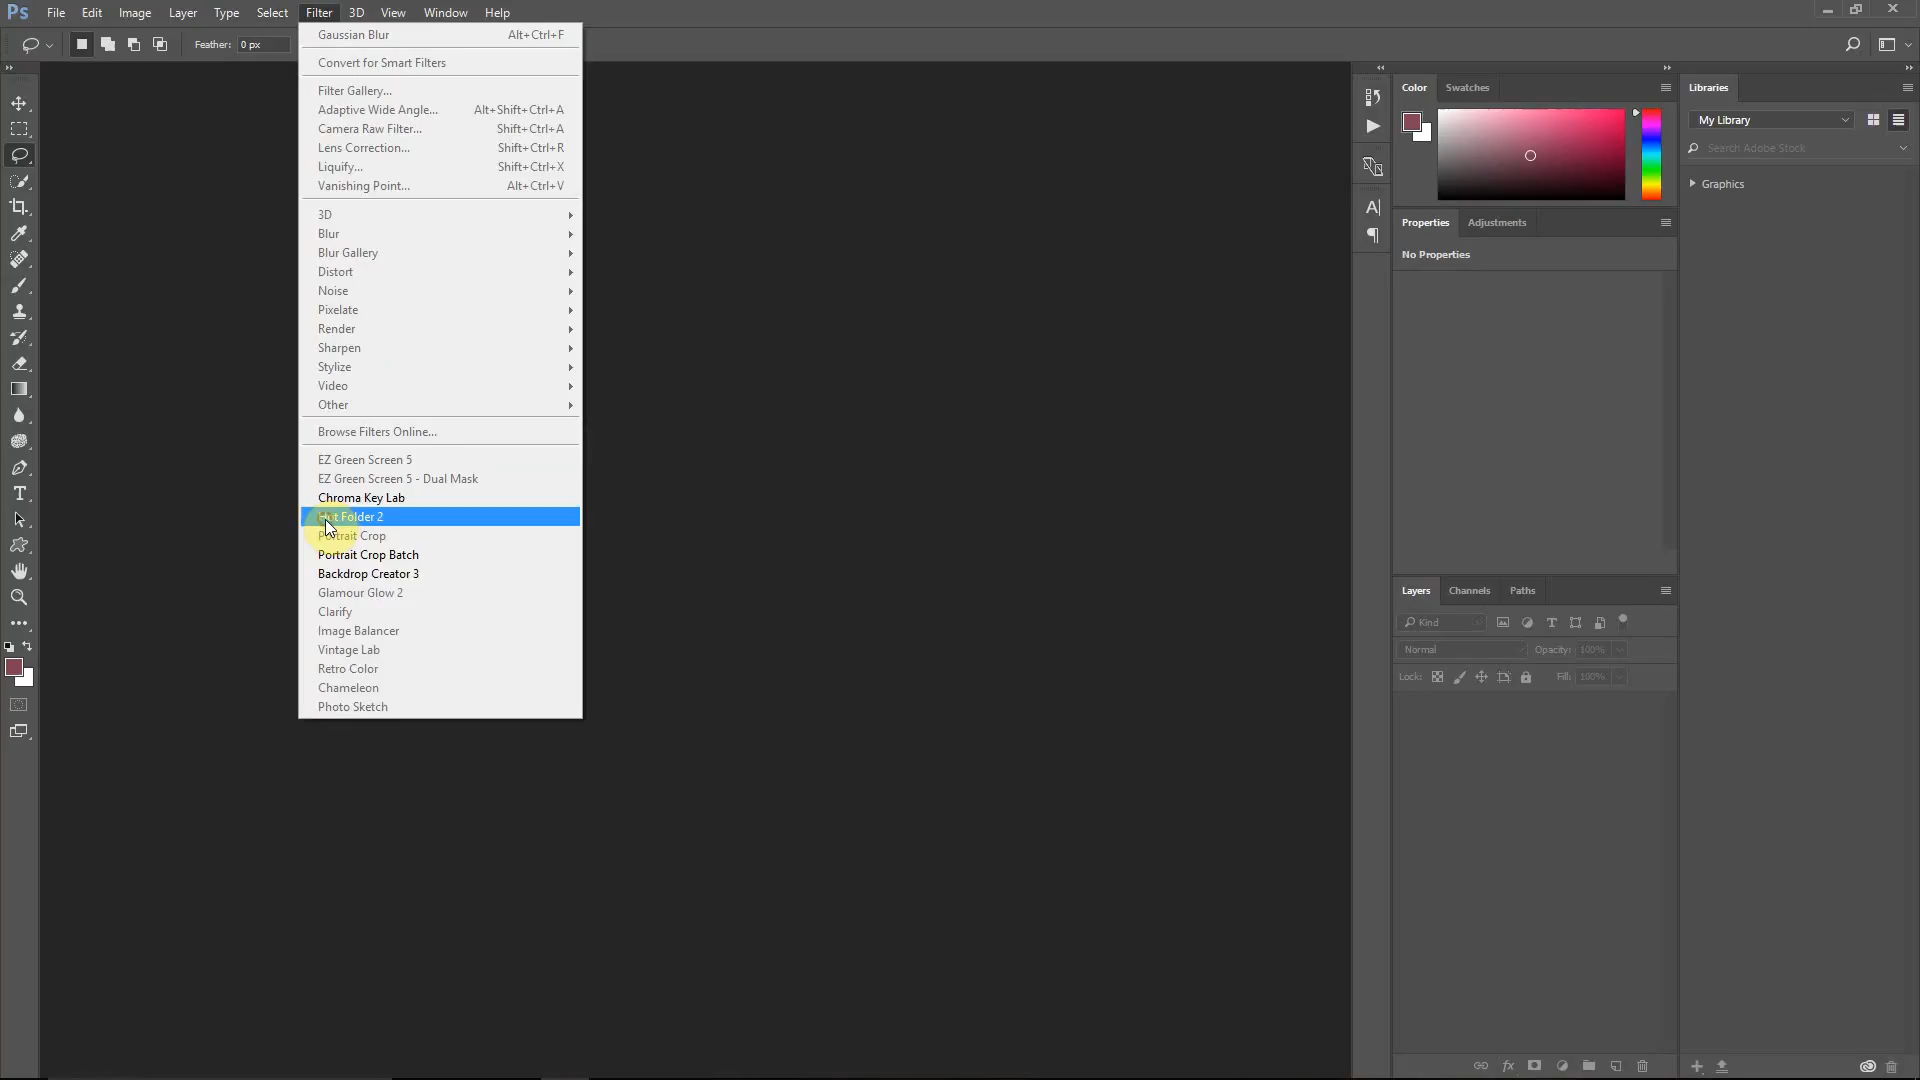 Ps File Edit Image Layer Type Select Filter 3D View Window Help
Feather: 0 px
Gaussian Blur Alt+Ctrl+F
Convert for Smart Filters
Filter Gallery...
Adaptive Wide Angle... Alt+Shift+Ctrl+A
Camera Raw Filter... Shift+Ctrl+A
Lens Correction... Shift+Ctrl+R
Liquify... Shift+Ctrl+X
Vanishing Point... Alt+Ctrl+V
3D
Blur
Blur Gallery
Distort
Noise
Pixelate
Render
Sharpen
Stylize
Video
Other
Browse Filters Online...
EZ Green Screen 5
EZ Green Screen 5 - Dual Mask
Chroma Key Lab
Hot Folder 2
Portrait Crop
Portrait Crop Batch
Backdrop Creator 3
Glamour Glow 2
Clarify
Image Balancer
Vintage Lab
Retro Color
Chameleon
Photo Sketch
Color Swatches
Properties Adjustments
No Properties
Layers Channels Paths
Kind
Normal Opacity: 100%
Lock: Fill: 100%
Libraries
My Library
Search Adobe Stock
Graphics